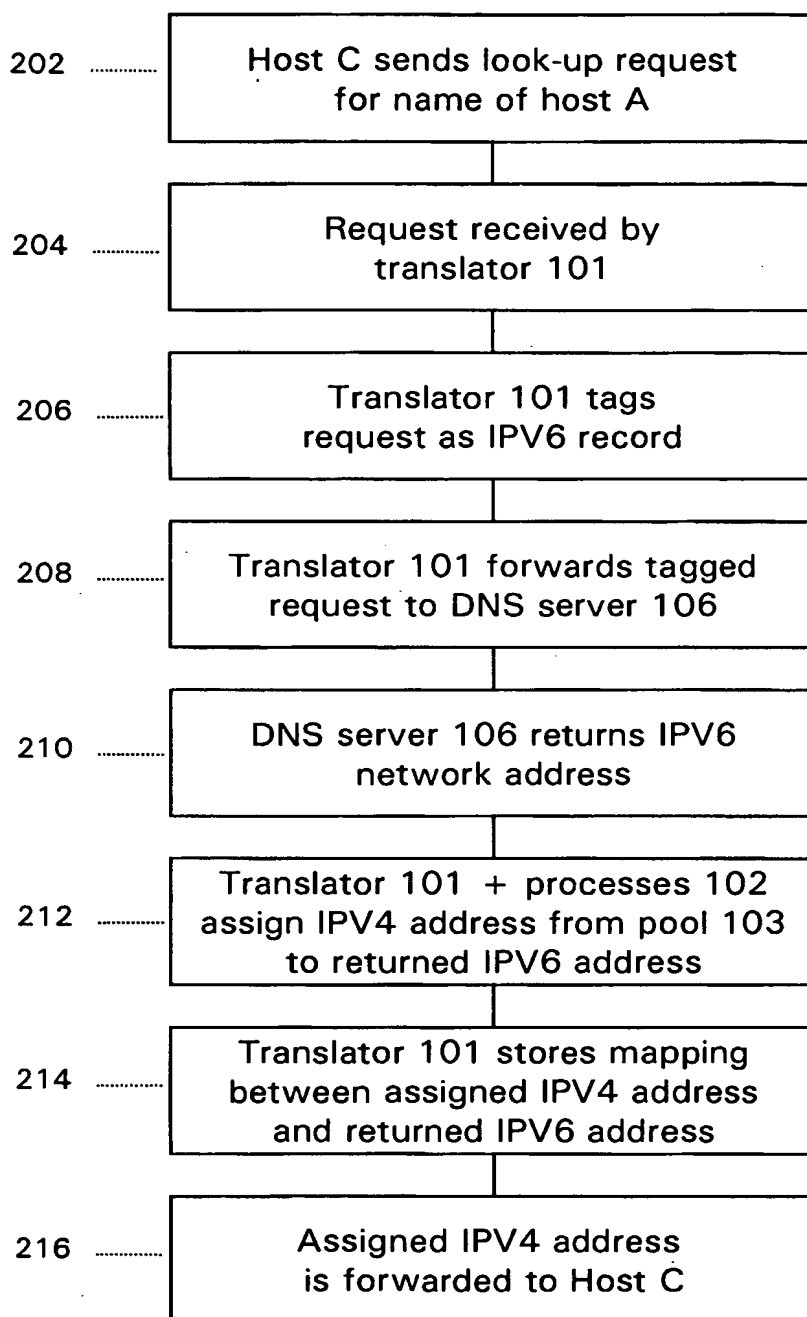 202 Host C sends look-up request
for name of host A
204 Request received by
translator 101
206 Translator 101 tags
request as IPV6 record
208 Translator 101 forwards tagged
request to DNS server 106
210 DNS server 106 returns IPV6
network address
212 Translator 101 + processes 102
assign IPV4 address from pool 103
to returned IPV6 address
214 Translator 101 stores mapping
between assigned IPV4 address
and returned IPV6 address
216 Assigned IPV4 address
is forwarded to Host C